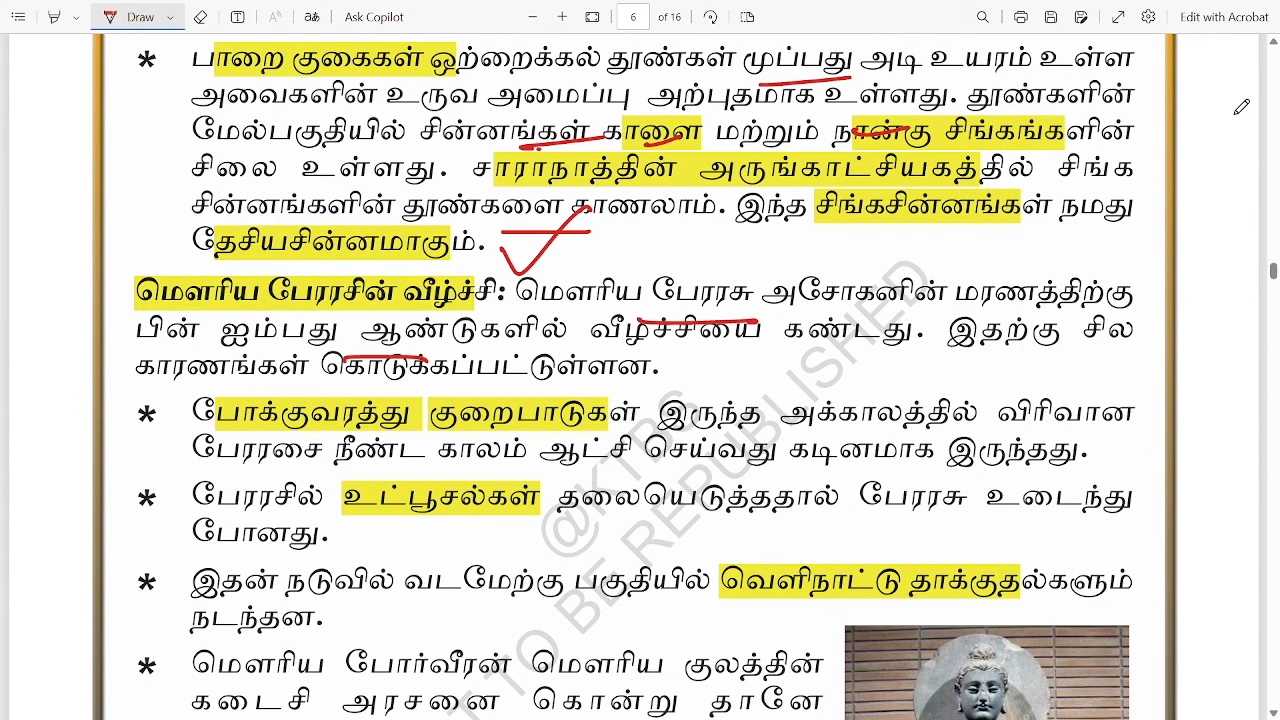 Draw
Ask Copilot
6
of 16
Edit with Acrobat
* பாறை குகைகள் ஒற்றைக்கல் தூண்கள் முப்பது அடி உயரம் உள்ள
அவைகளின் உருவ அமைப்பு அற்புதமாக உள்ளது. தூண்களின்
மேல்பகுதியில் சின்னங்கள் காளை மற்றும் நான்கு சிங்கங்களின்
சிலை உள்ளது. சாராநாத்தின் அருங்காட்சியகத்தில் சிங்க
சின்னங்களின் தூண்களை காணலாம். இந்த சிங்கசின்னங்கள் நமது
தேசியசின்னமாகும்.
மௌரிய பேரரசின் வீழ்ச்சி: மௌரிய பேரரசு அசோகனின் மரணத்திற்கு
பின் ஐம்பது ஆண்டுகளில் வீழ்ச்சியை கண்டது. இதற்கு சில
காரணங்கள் கொடுக்கப்பட்டுள்ளன.
* போக்குவரத்து குறைபாடுகள் இருந்த அக்காலத்தில் விரிவான
பேரரசை நீண்ட காலம் ஆட்சி செய்வது கடினமாக இருந்தது.
* பேரரசில் உட்பூசல்கள் தலையெடுத்ததால் பேரரசு உடைந்து
போனது.
* இதன் நடுவில் வடமேற்கு பகுதியில் வெளிநாட்டு தாக்குதல்களும்
நடந்தன.
* மௌரிய போர்வீரன் மௌரிய குலத்தின்
கடைசி அரசனை கொன்று தானே
@KTBS
T TO BE REPUBLISHED